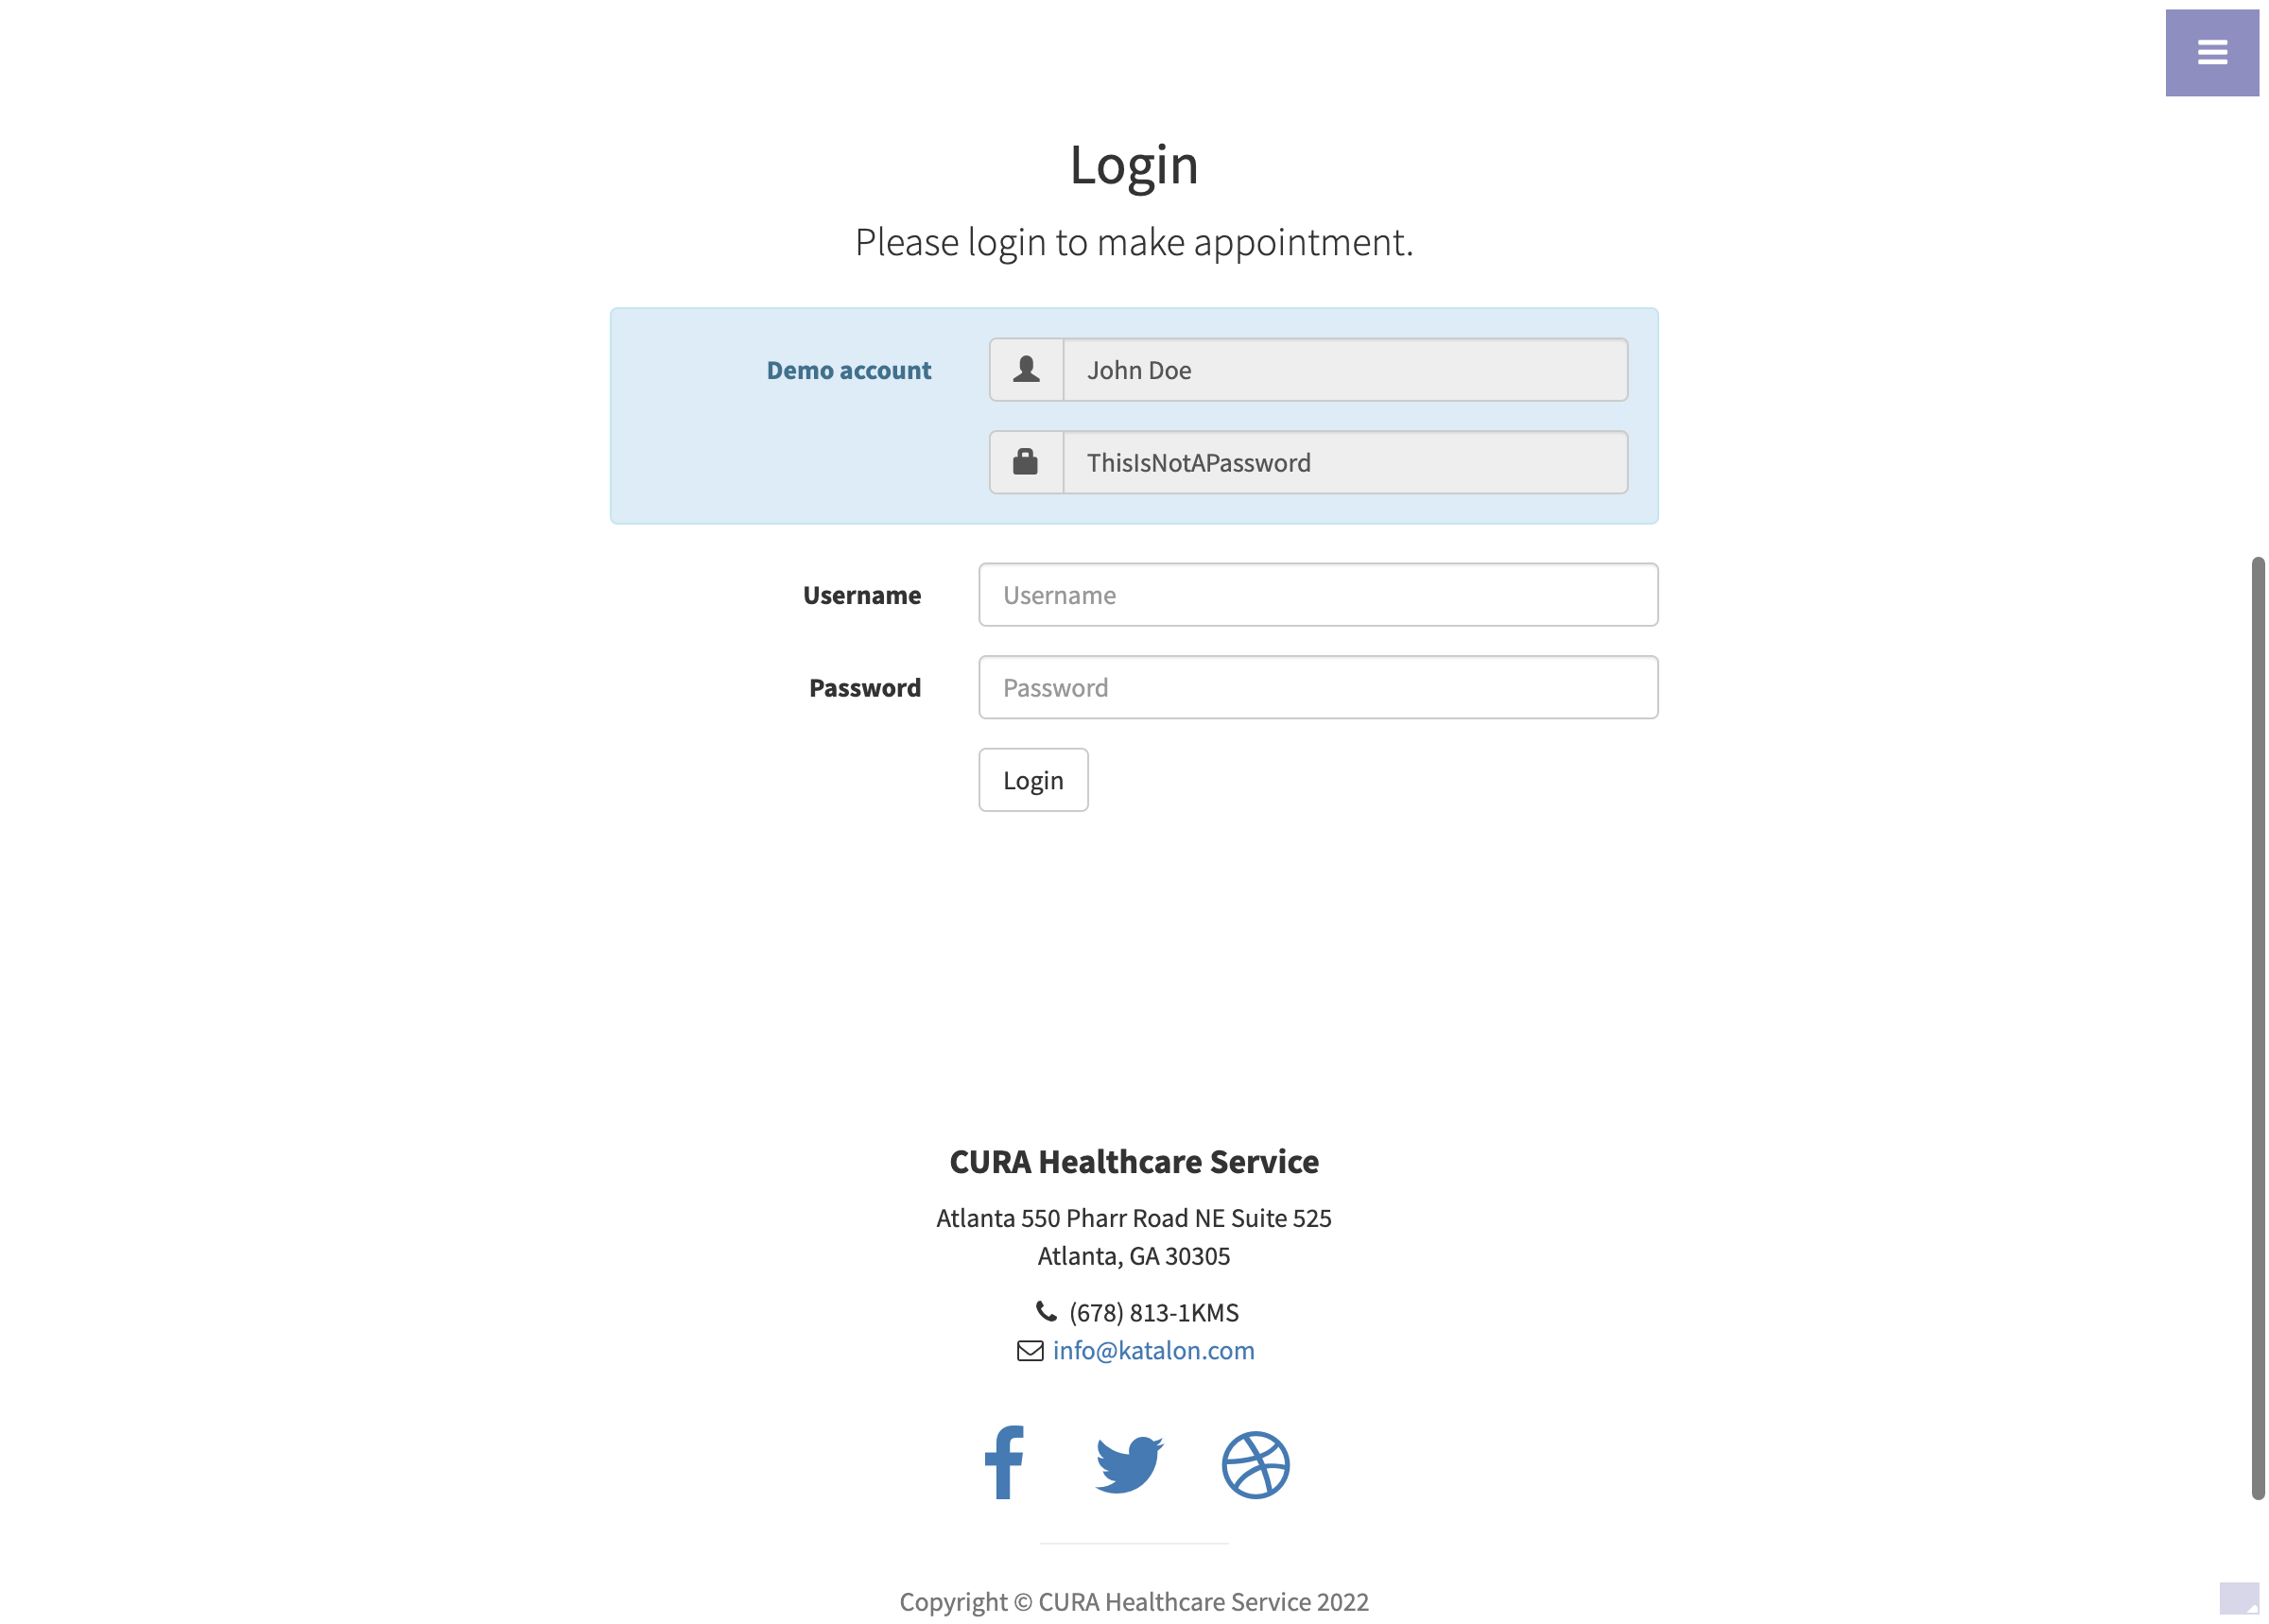 Login
Please login to make appointment.
Demo account
John Doe
ThisIsNotAPassword
Username
Username
Password
Password
Login
CURA Healthcare Service
Atlanta 550 Pharr Road NE Suite 525
Atlanta, GA 30305
(678) 813-1KMS
info@katalon.com
Copyright © CURA Healthcare Service 2022